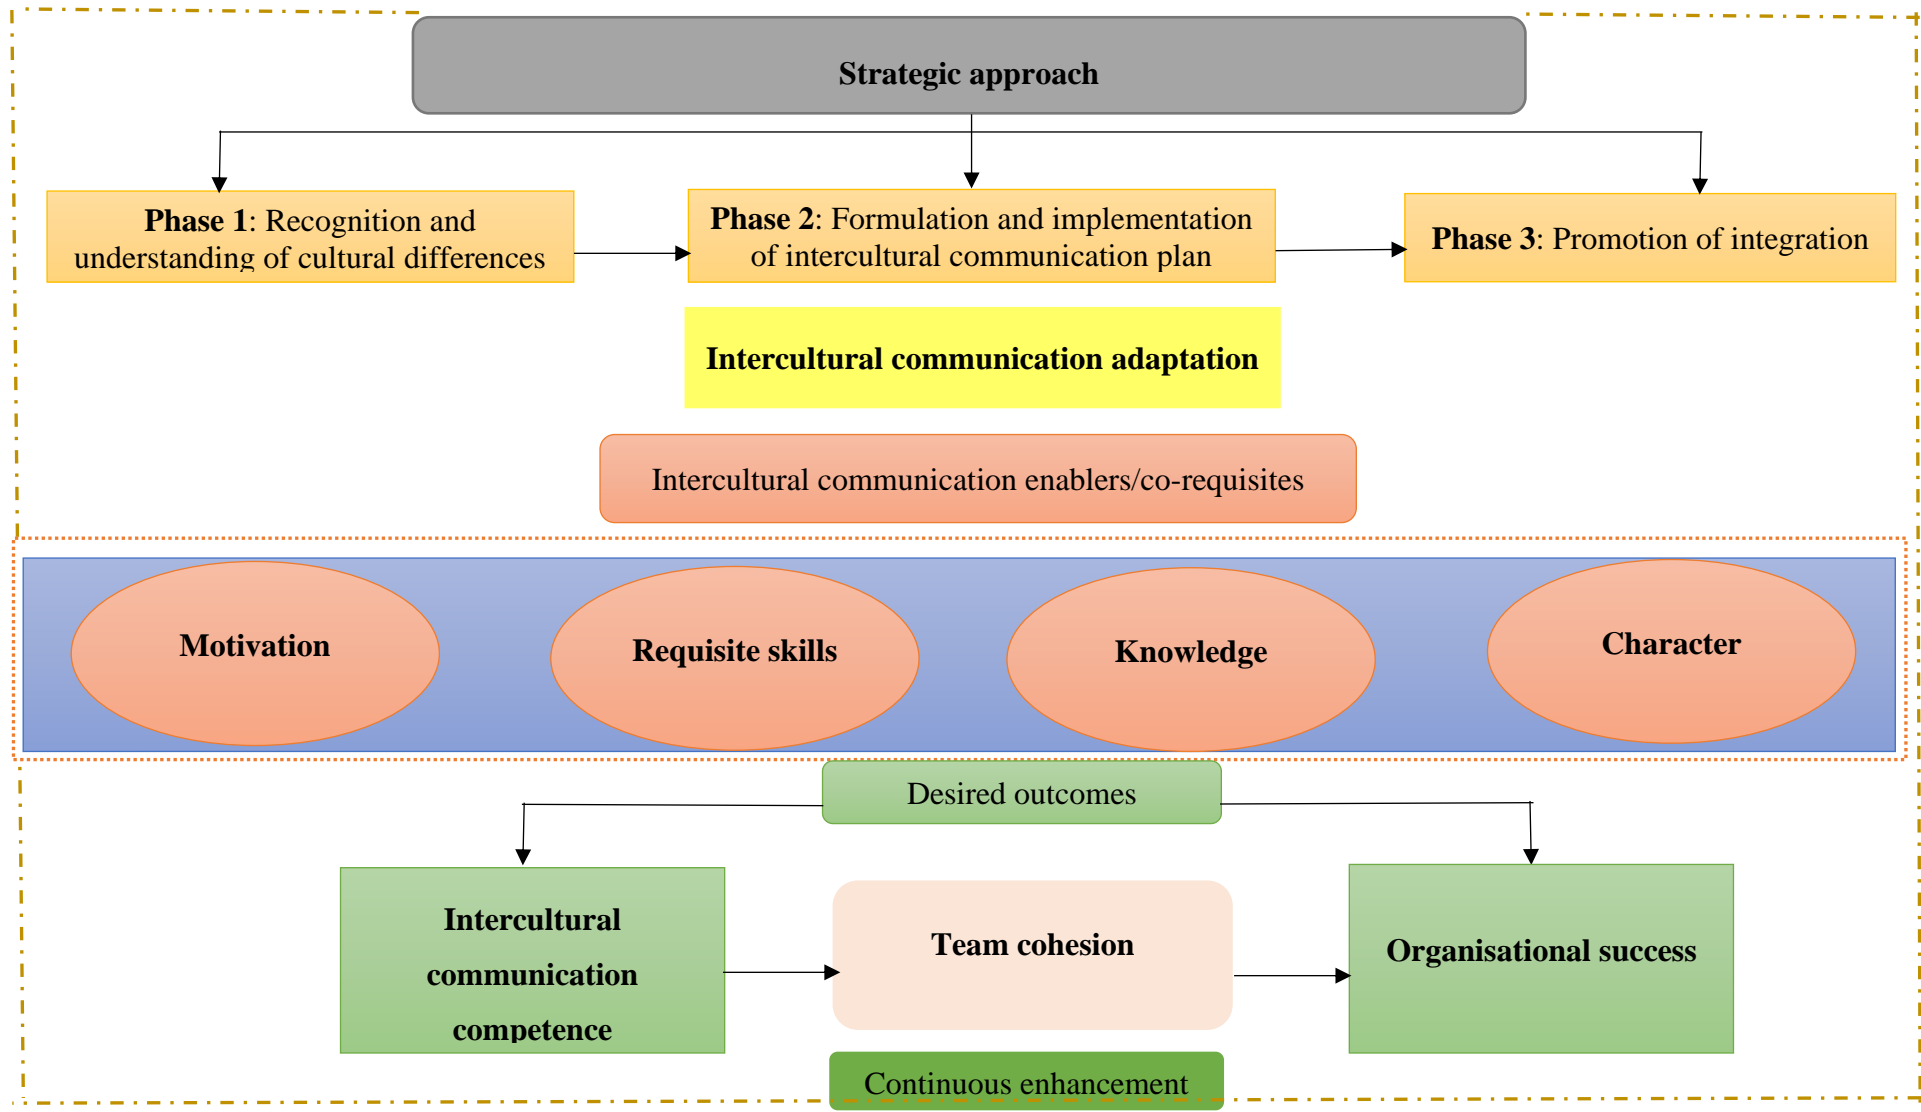 Strategic approach
Phase 1: Recognition and
understanding of cultural differences
Phase 2: Formulation and implementation
of intercultural communication plan
Phase 3: Promotion of integration
Intercultural communication adaptation
Intercultural communication enablers/co-requisites
Motivation
Requisite skills
Knowledge
Character
Desired outcomes
Intercultural
communication
competence
Team cohesion
Organisational success
Continuous enhancement